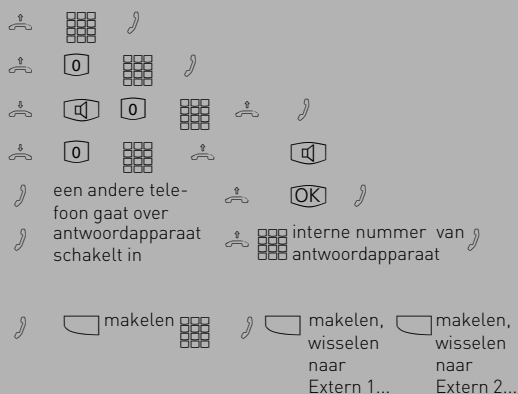 0
0
0
een andere tele-
foon gaat over
OK
antwoordapparaat
schakelt in
interne nummer van
antwoordapparaat
makelen
makelen,
wisselen
naar
Extern 1...
makelen,
wisselen
naar
Extern 2...